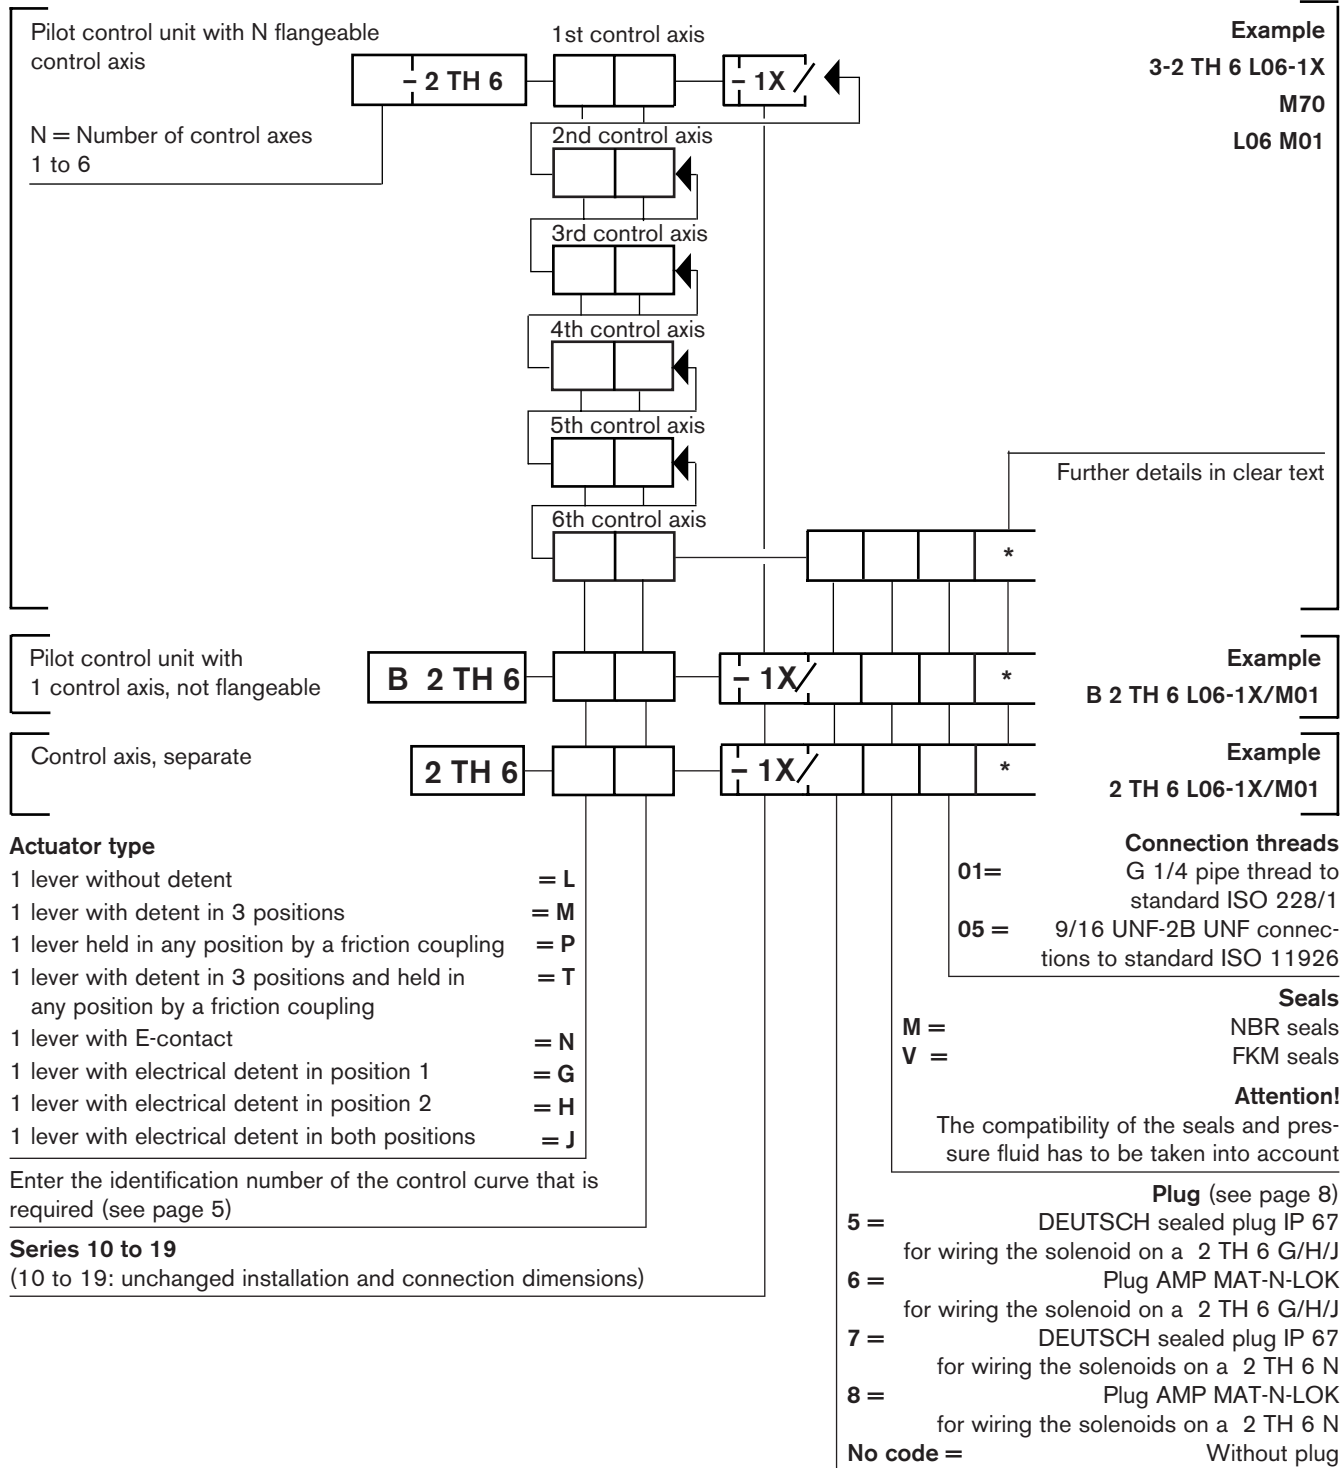 Pilot control unit with N flangeable
control axis
N = Number of control axes
1 to 6
– 2 TH 6
1st control axis
– 1X /
2nd control axis
3rd control axis
4th control axis
5th control axis
6th control axis
Example
3-2 TH 6 L06-1X
M70
L06 M01
Further details in clear text
*
Pilot control unit with
1 control axis, not flangeable
B 2 TH 6
– 1X/
*
Example
B 2 TH 6 L06-1X/M01
Control axis, separate
2 TH 6
– 1X/
*
Example
2 TH 6 L06-1X/M01
Actuator type
1 lever without detent = L
1 lever with detent in 3 positions = M
1 lever held in any position by a friction coupling = P
1 lever with detent in 3 positions and held in = T
any position by a friction coupling
1 lever with E-contact = N
1 lever with electrical detent in position 1 = G
1 lever with electrical detent in position 2 = H
1 lever with electrical detent in both positions = J
Enter the identification number of the control curve that is
required (see page 5)
Series 10 to 19
(10 to 19: unchanged installation and connection dimensions)
Connection threads
01= G 1/4 pipe thread to
standard ISO 228/1
05 = 9/16 UNF-2B UNF connec-
tions to standard ISO 11926
Seals
M = NBR seals
V = FKM seals
Attention!
The compatibility of the seals and pres-
sure fluid has to be taken into account
Plug (see page 8)
5 = DEUTSCH sealed plug IP 67
for wiring the solenoid on a 2 TH 6 G/H/J
6 = Plug AMP MAT-N-LOK
for wiring the solenoid on a 2 TH 6 G/H/J
7 = DEUTSCH sealed plug IP 67
for wiring the solenoids on a 2 TH 6 N
8 = Plug AMP MAT-N-LOK
for wiring the solenoids on a 2 TH 6 N
No code = Without plug